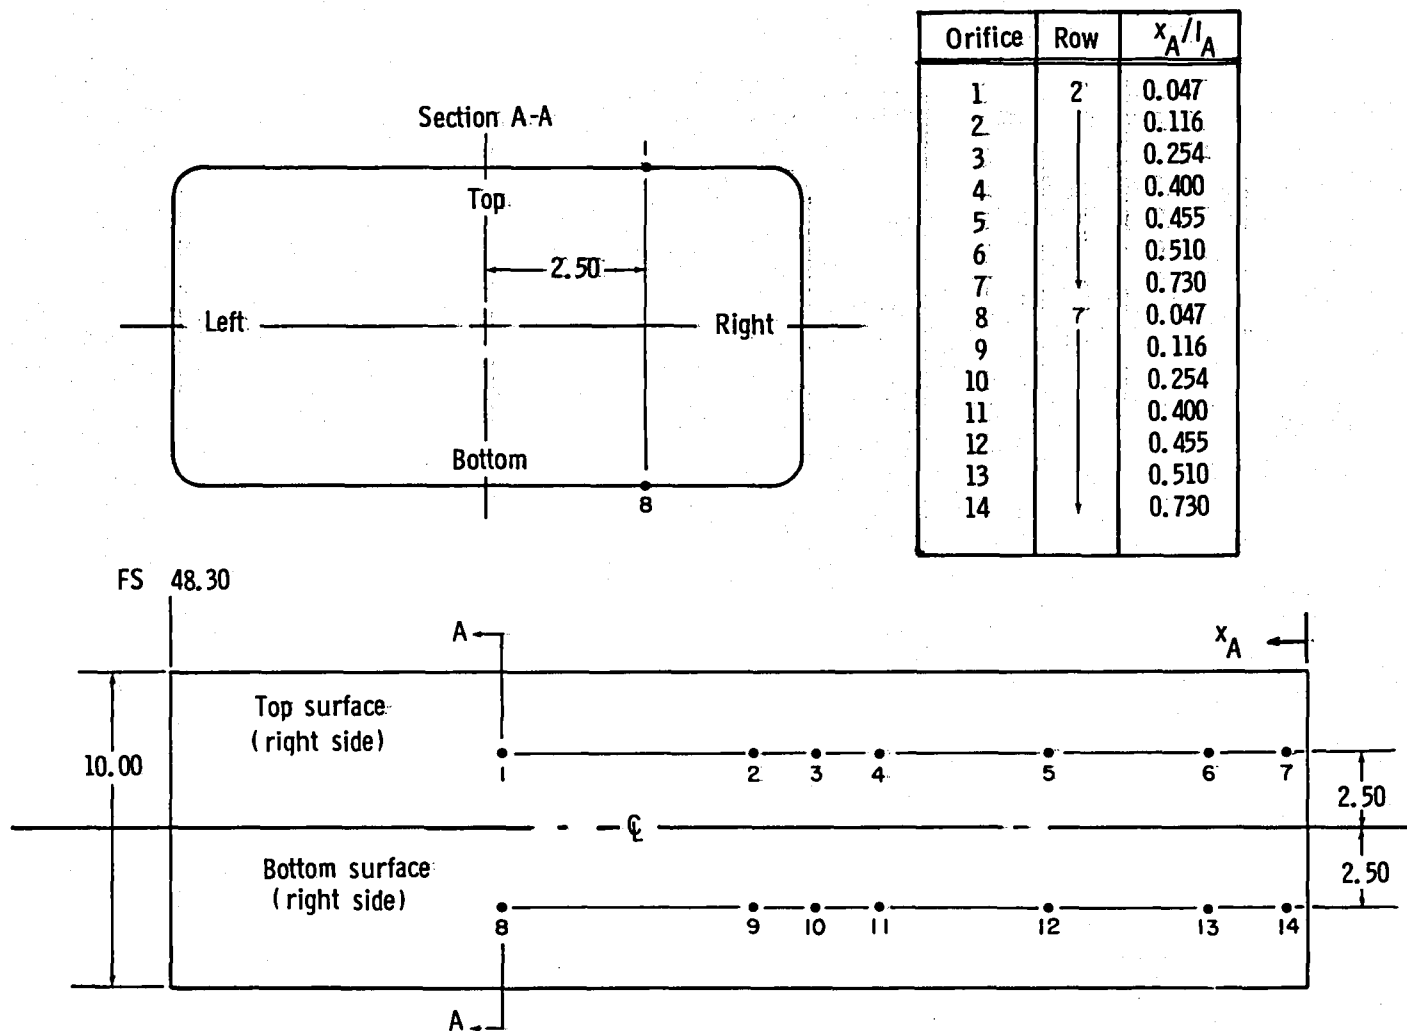 Section A-A
Top
2.50
Left
Right
Bottom
8
Orifice Row x_A/l_A
1 2 0.047
2 0.116
3 0.254
4 0.400
5 0.455
6 0.510
7 0.730
8 7 0.047
9 0.116
10 0.254
11 0.400
12 0.455
13 0.510
14 0.730
FS 48.30
A
x_A
Top surface
(right side)
10.00
1 2 3 4 5 6 7
2.50
℄
Bottom surface
(right side)
2.50
8 9 10 11 12 13 14
A